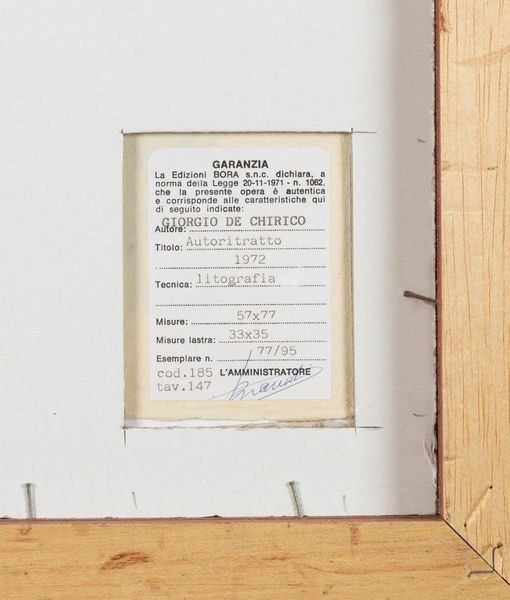 GARANZIA
La Edizioni BORA s.n.c. dichiara, a
norma della Legge 20-11-1971 - n. 1062,
che la presente opera è autentica
e corrisponde alle caratteristiche qui
di seguito indicate:
Autore: GIORGIO DE CHIRICO
Titolo: Autoritratto
1972
Tecnica: litografia
Misure: 57x77
Misure lastra: 33x35
Esemplare n. 77/95
cod.185 L'AMMINISTRATORE
tav.147